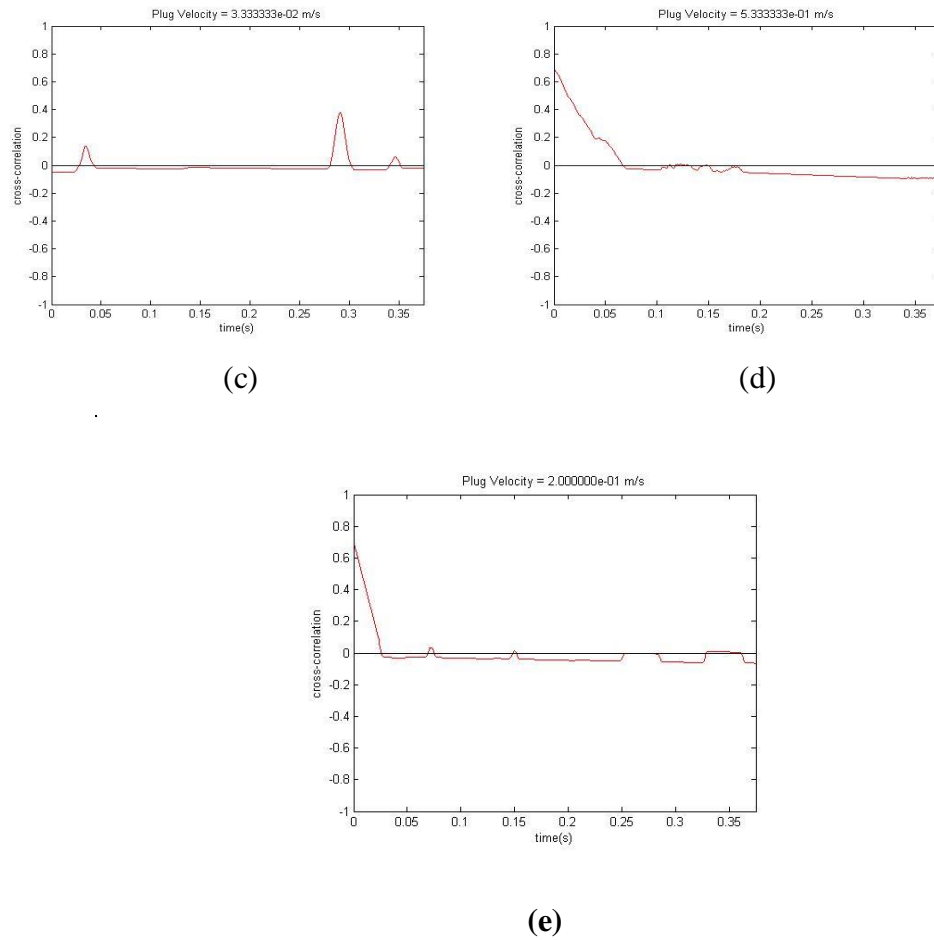 Plug Velocity = 3.333333e-02 m/s
1
0.8
0.6
0.4
0.2
0
-0.2
-0.4
-0.6
-0.8
-1
cross-correlation
0 0.05 0.1 0.15 0.2 0.25 0.3 0.35
time(s)
(c)
Plug Velocity = 5.333333e-01 m/s
1
0.8
0.6
0.4
0.2
0
-0.2
-0.4
-0.6
-0.8
-1
cross-correlation
0 0.05 0.1 0.15 0.2 0.25 0.3 0.35
time(s)
(d)
.
Plug Velocity = 2.000000e-01 m/s
1
0.8
0.6
0.4
0.2
0
-0.2
-0.4
-0.6
-0.8
-1
cross-correlation
0 0.05 0.1 0.15 0.2 0.25 0.3 0.35
time(s)
(e)